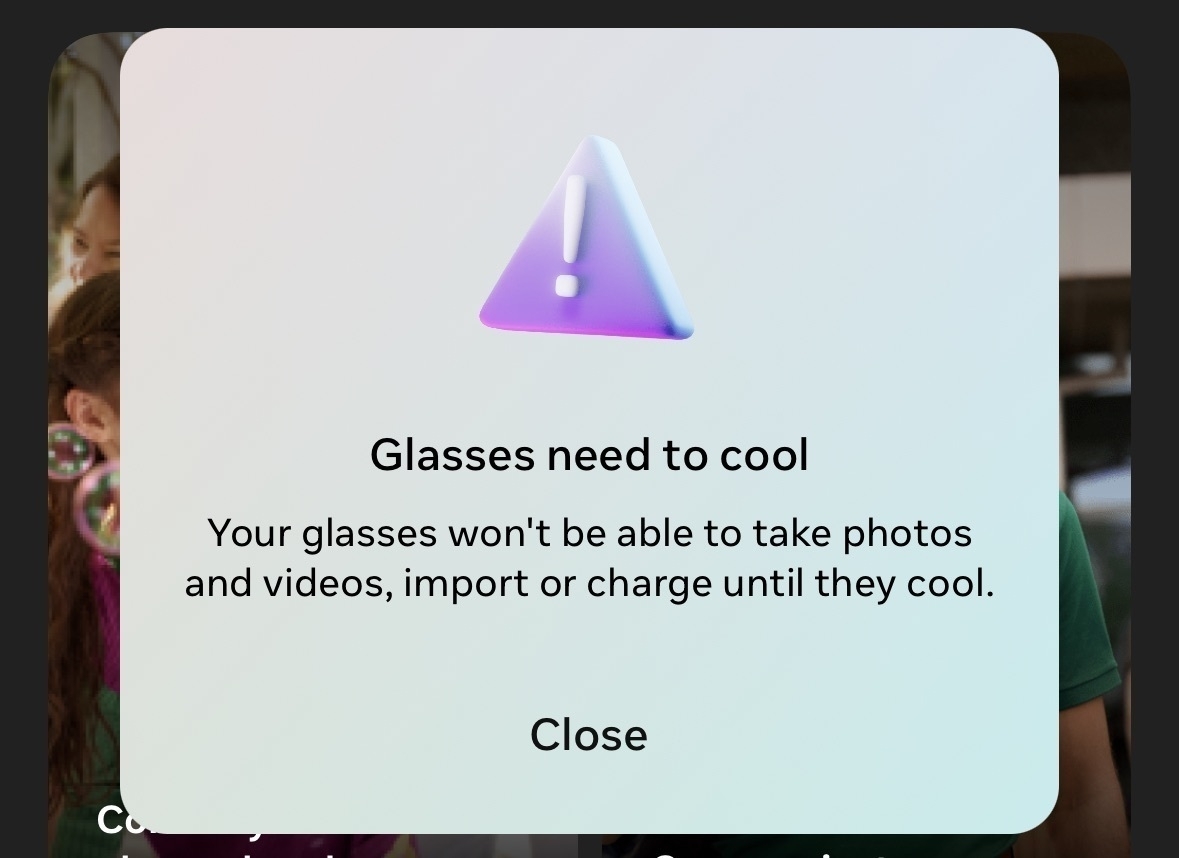 Glasses need to cool
Your glasses won't be able to take photos
and videos, import or charge until they cool.
Close